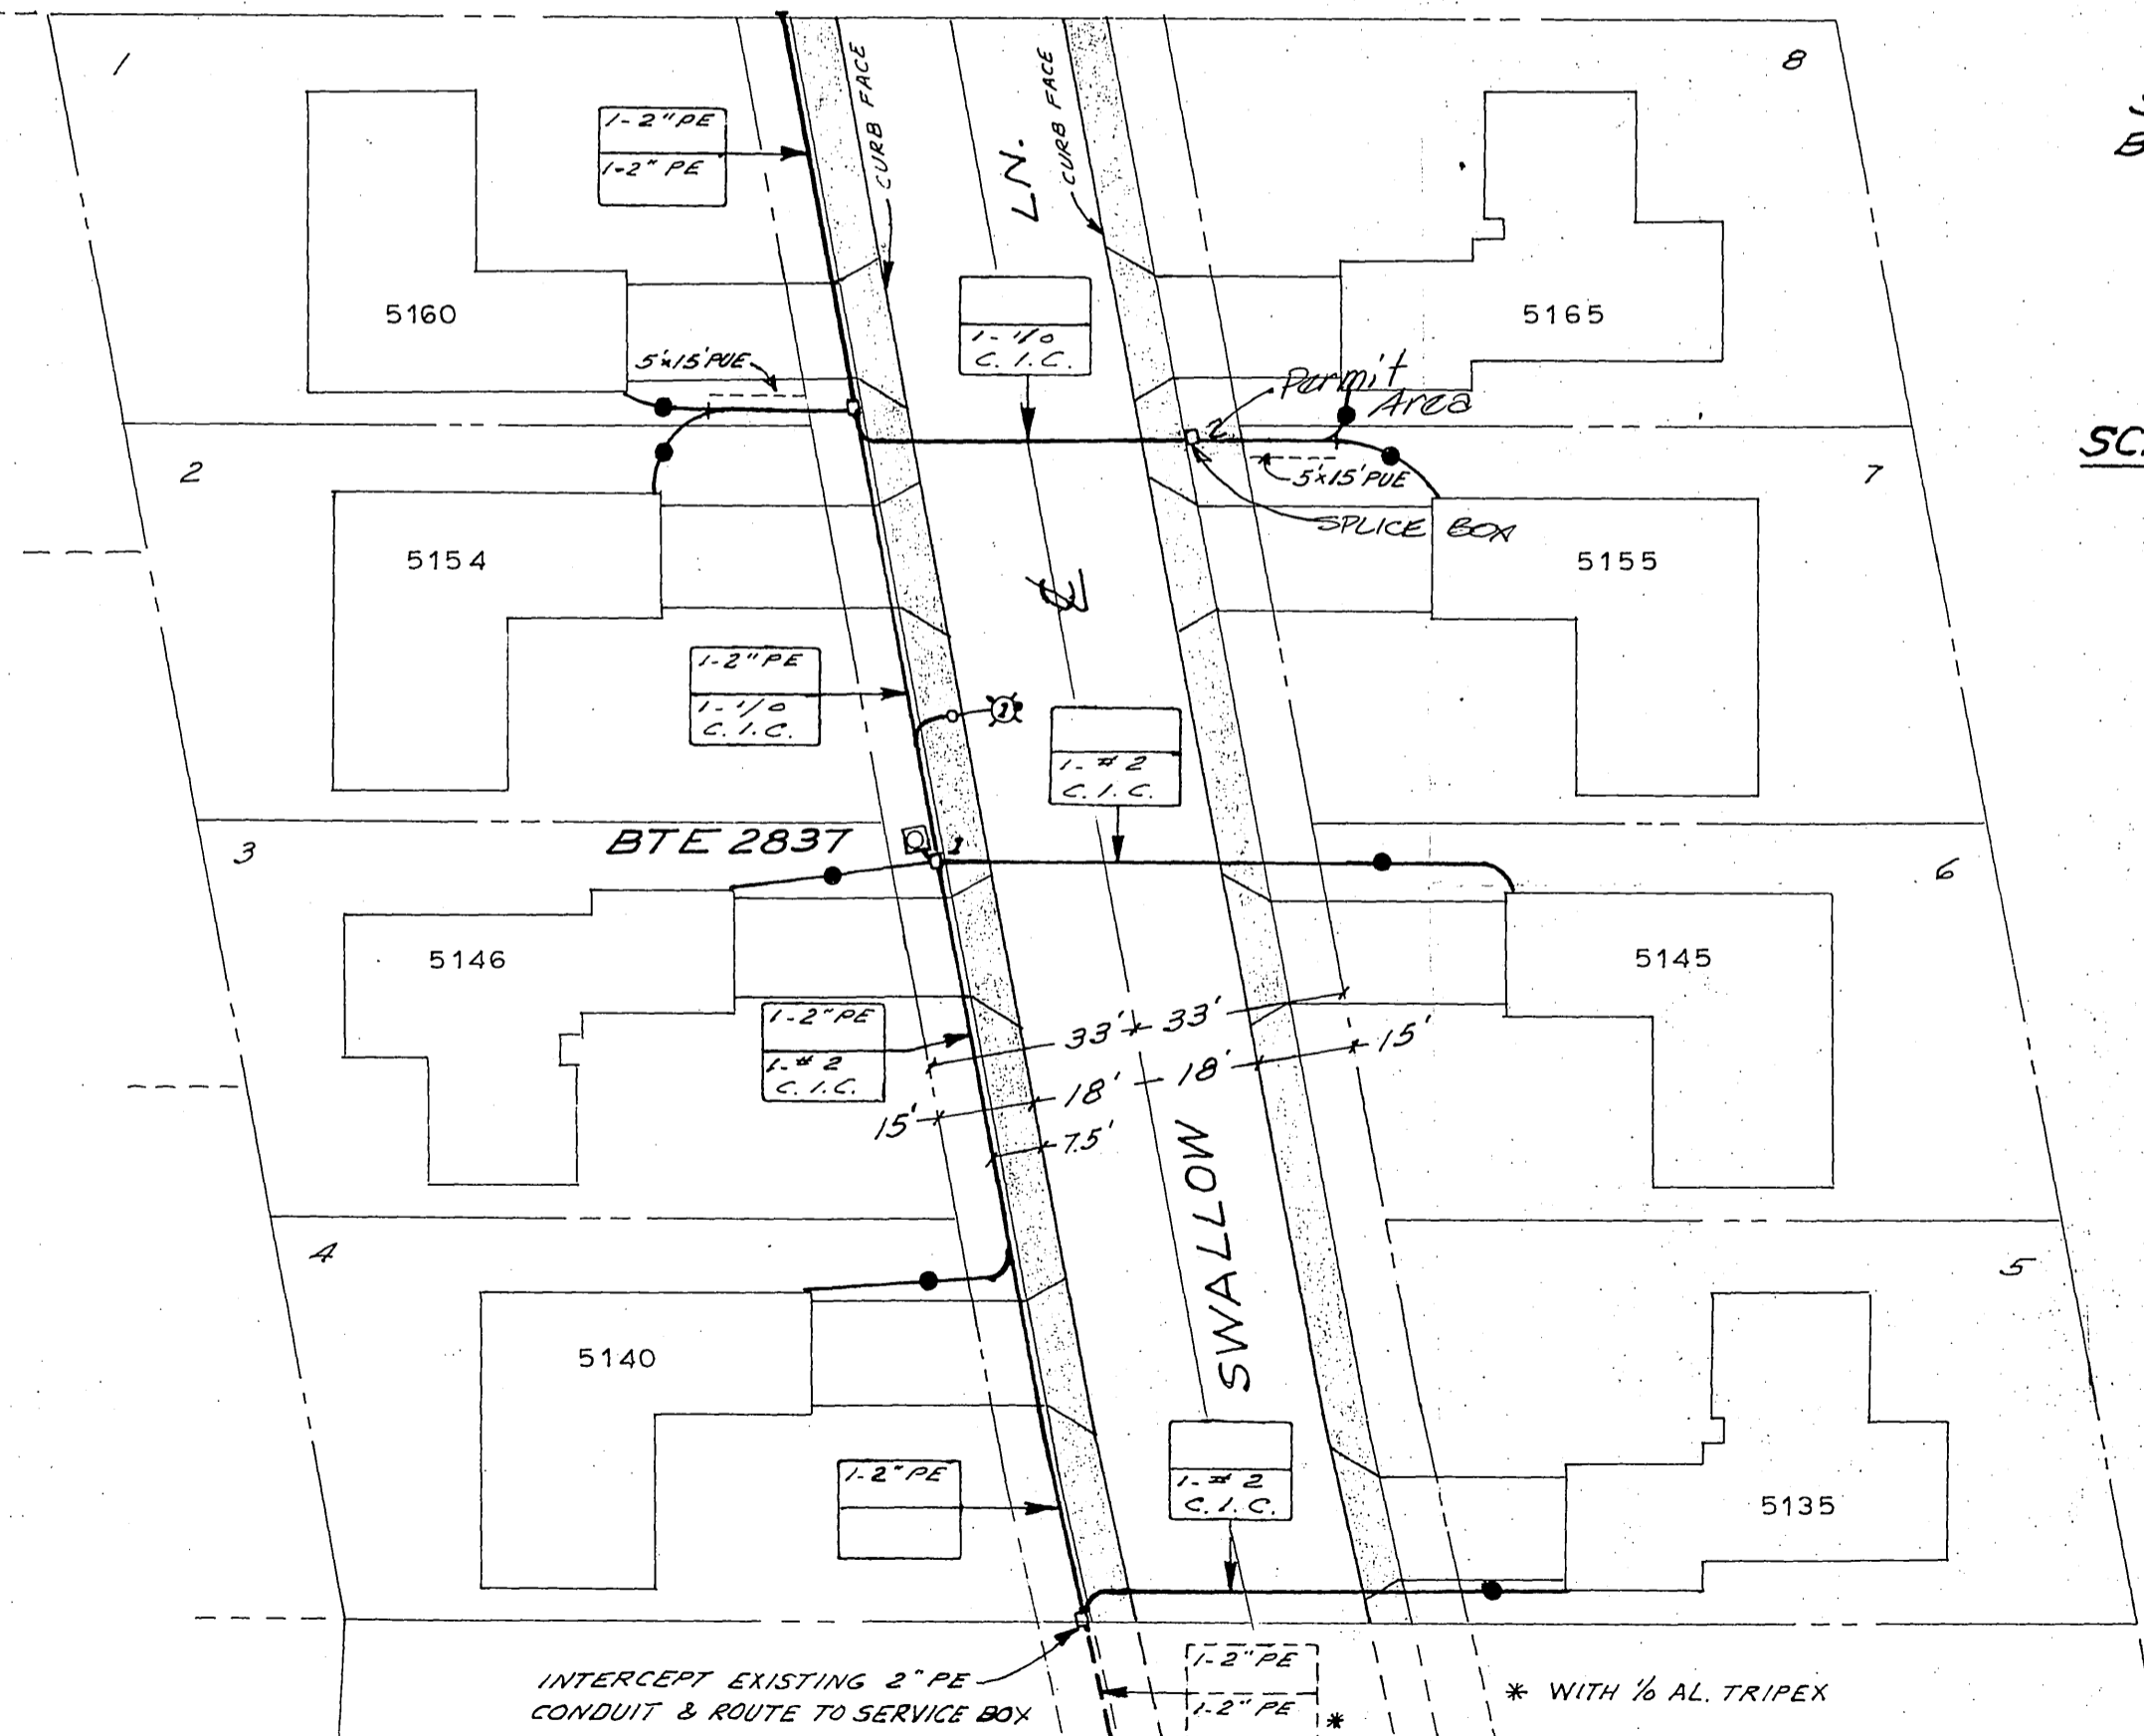 1
8
1-2" PE
1-2" PE
CURB FACE
LN.
CURB FACE
B
5160
5165
1-1/0
C.I.C.
5'x15' PUE
Permit
Area
2
SC
2
7
5'x15' PUE
SPLICE BOX
5154
5155
℄
1-2" PE
1-1/0
C.I.C.
1
1-#2
C.I.C.
3
BTE 2837
1
6
5146
5145
1-2" PE
1-#2
C.I.C.
33' 33'
15'
18' 18'
15'
7.5'
SWALLOW
4
5
5140
1-2" PE
1-#2
C.I.C.
5135
INTERCEPT EXISTING 2" PE
CONDUIT & ROUTE TO SERVICE BOX
1-2" PE
1-2" PE
*
* WITH 1/0 AL. TRIPEX